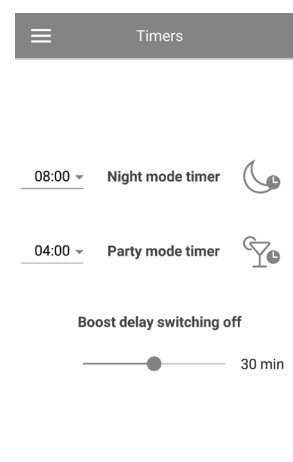 Timers
08:00 Night mode timer
04:00 Party mode timer
Boost delay switching off
30 min